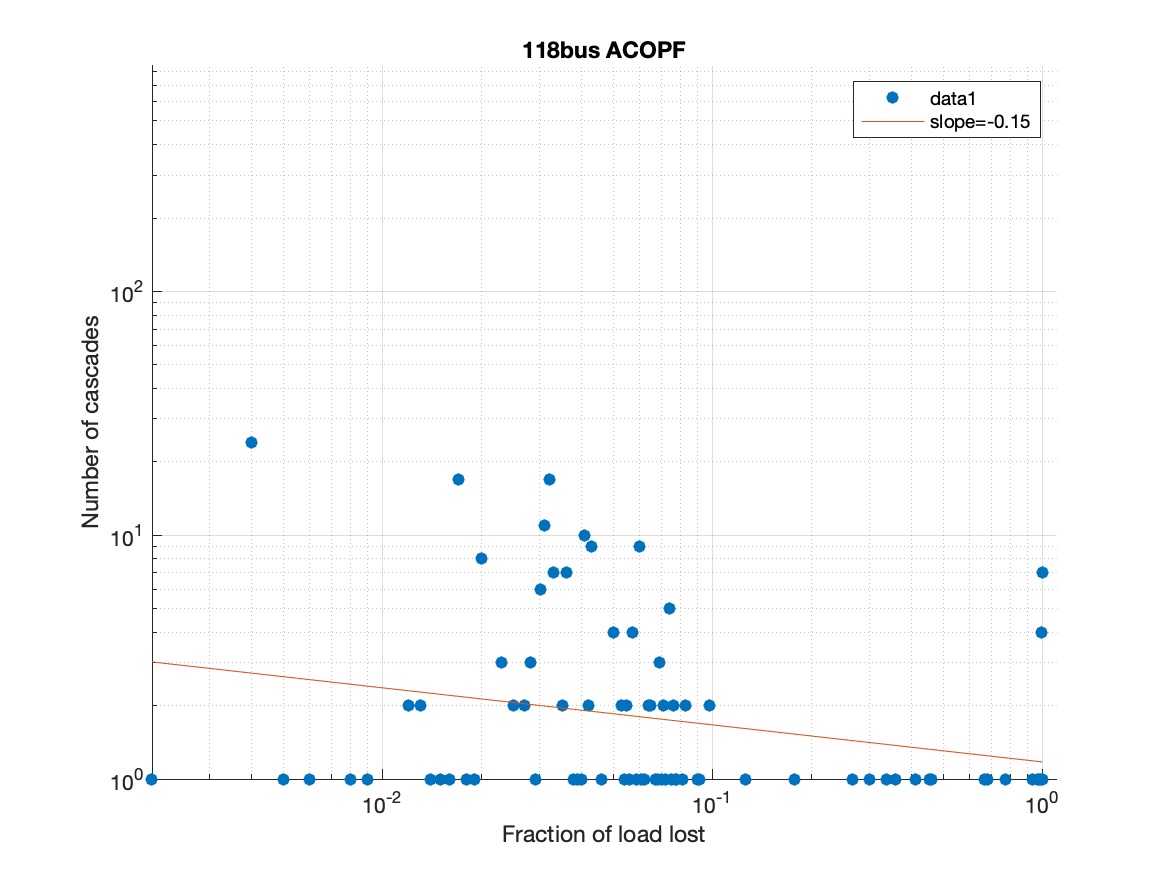 118bus ACOPF
data1
slope=-0.15
Number of cascades
10^2
10^1
10^0
10^-2
10^-1
10^0
Fraction of load lost